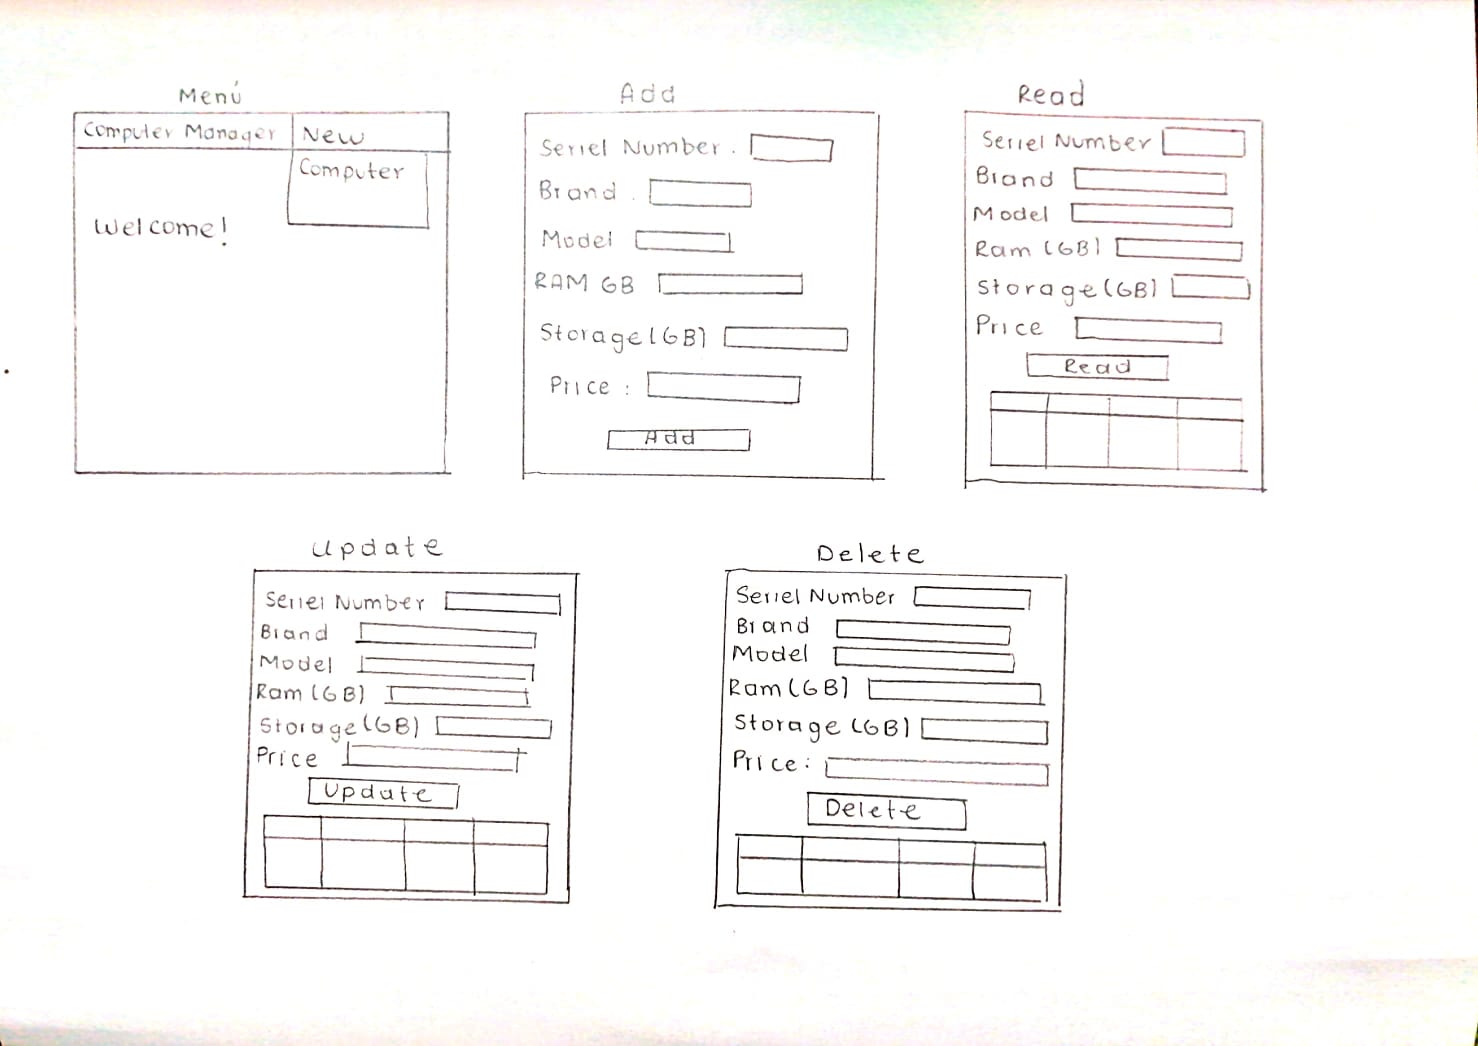 Menú
Computer Manager New
Computer
Welcome!
Add
Seriel Number .
Brand .
Model
RAM GB
Storage (GB)
Price :
Add
Read
Seriel Number
Brand
Model
Ram (GB)
Storage (GB)
Price
Read
Update
Seriel Number
Brand
Model
Ram (GB)
Storage (GB)
Price
Update
Delete
Seriel Number
Brand
Model
Ram (GB)
Storage (GB)
Price :
Delete